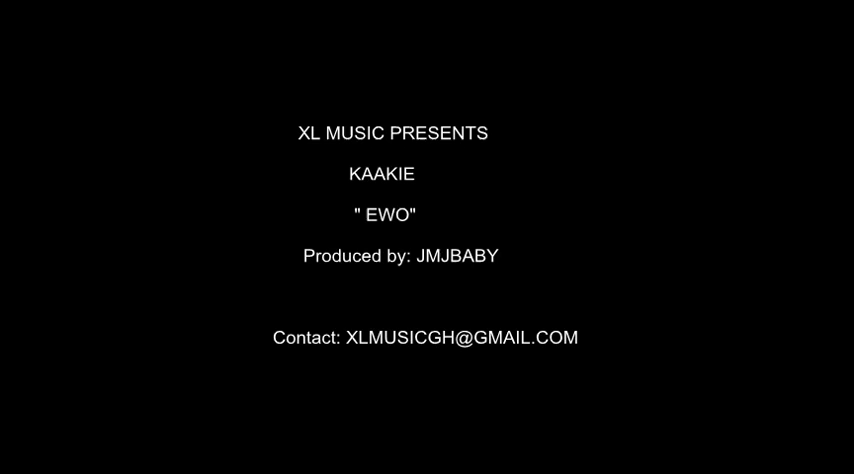 XL MUSIC PRESENTS
KAAKIE
" EWO"
Produced by: JMJBABY
Contact: XLMUSICGH@GMAIL.COM